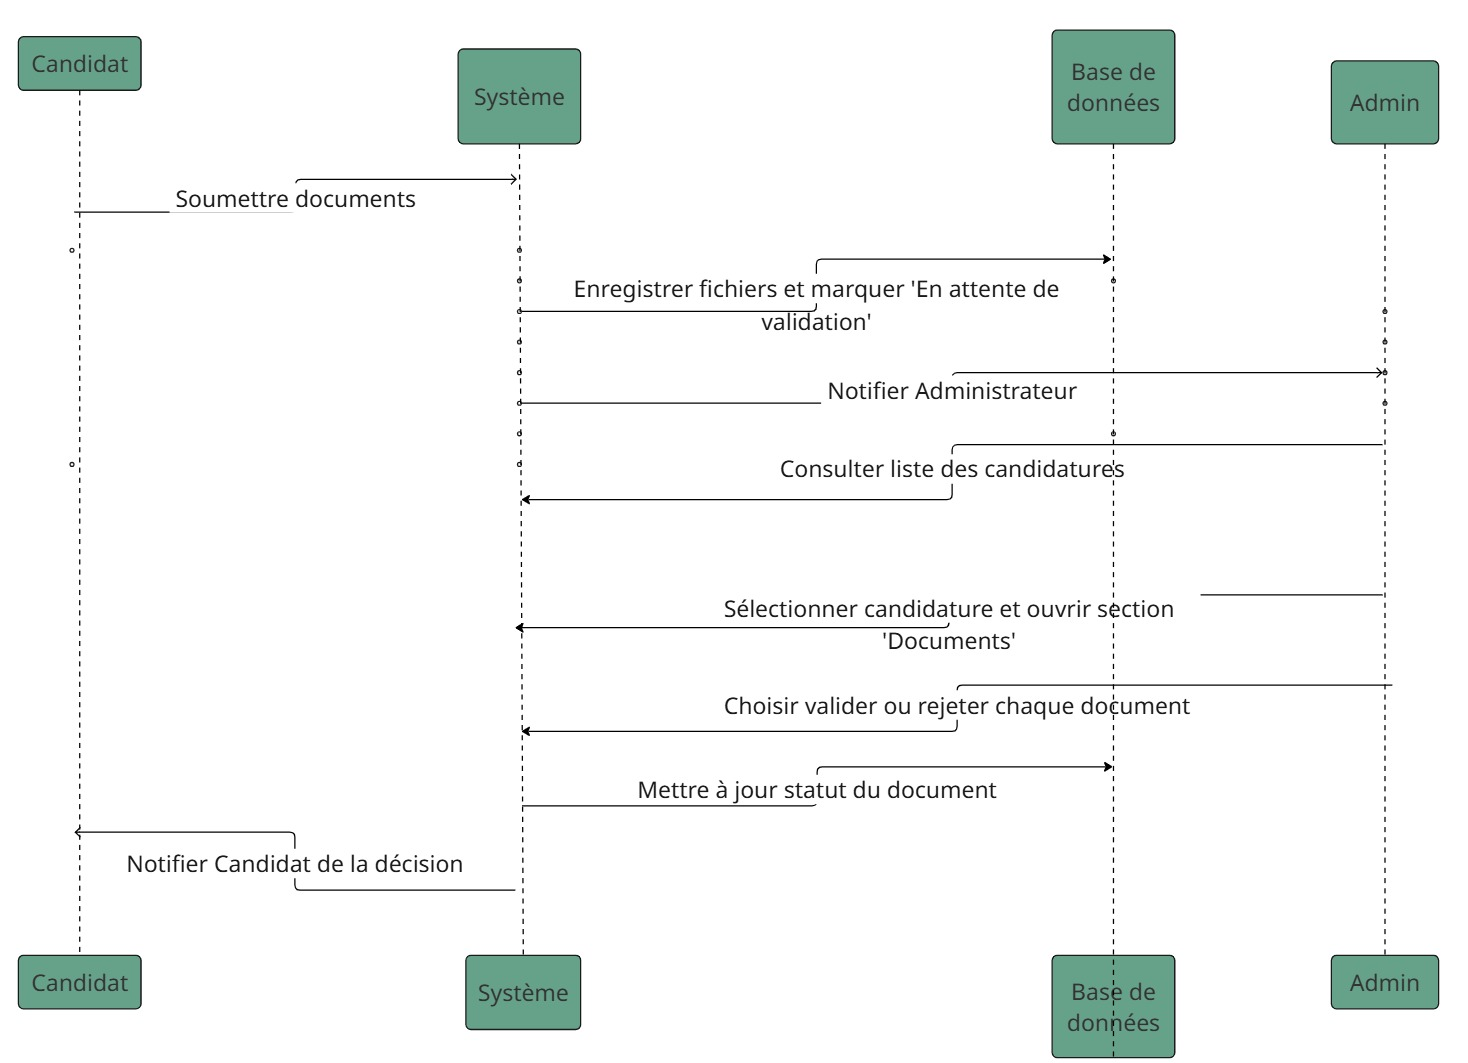 Candidat
Système
Base de
données
Admin
Soumettre documents
Enregistrer fichiers et marquer 'En attente de
validation'
Notifier Administrateur
Consulter liste des candidatures
Sélectionner candidature et ouvrir section
'Documents'
Choisir valider ou rejeter chaque document
Mettre à jour statut du document
Notifier Candidat de la décision
Candidat
Système
Base de
données
Admin